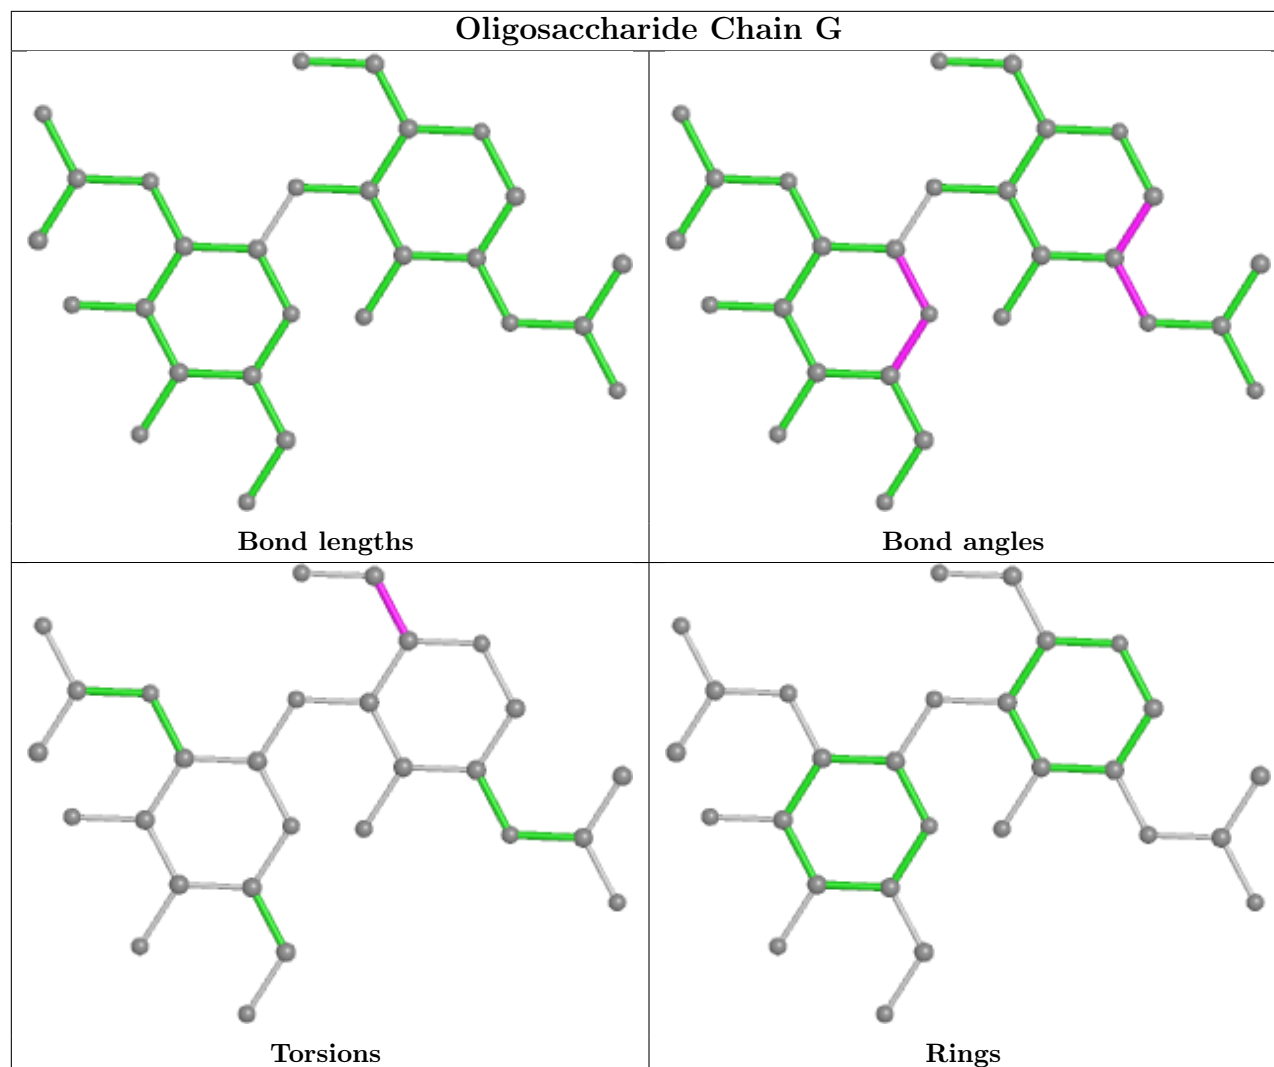 Oligosaccharide Chain G
Bond lengths
Bond angles
Torsions
Rings